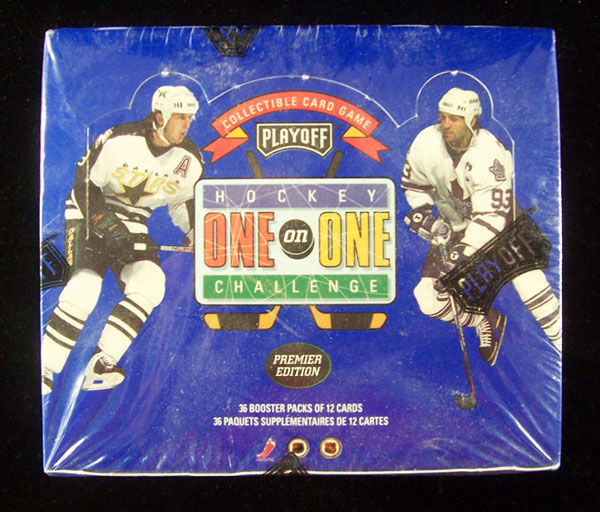 COLLECTIBLE CARD GAME
PLAYOFF
HOCKEY
ONE on ONE
CHALLENGE
PREMIER
EDITION
36 BOOSTER PACKS OF 12 CARDS
36 PAQUETS SUPPLÉMENTAIRES DE 12 CARTES
A
STARS
93
93
PLAYOFF